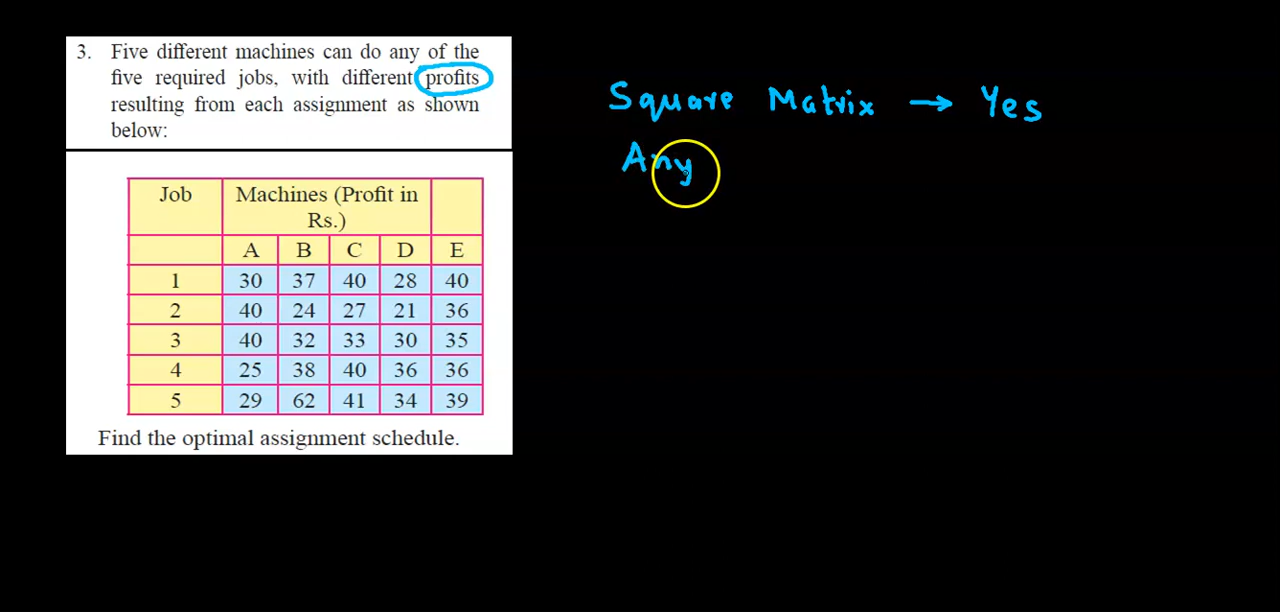 3. Five different machines can do any of the
five required jobs, with different profits
resulting from each assignment as shown
below:
Job Machines (Profit in
Rs.)
A B C D E
1 30 37 40 28 40
2 40 24 27 21 36
3 40 32 33 30 35
4 25 38 40 36 36
5 29 62 41 34 39
Find the optimal assignment schedule.
Square Matrix → Yes
Any